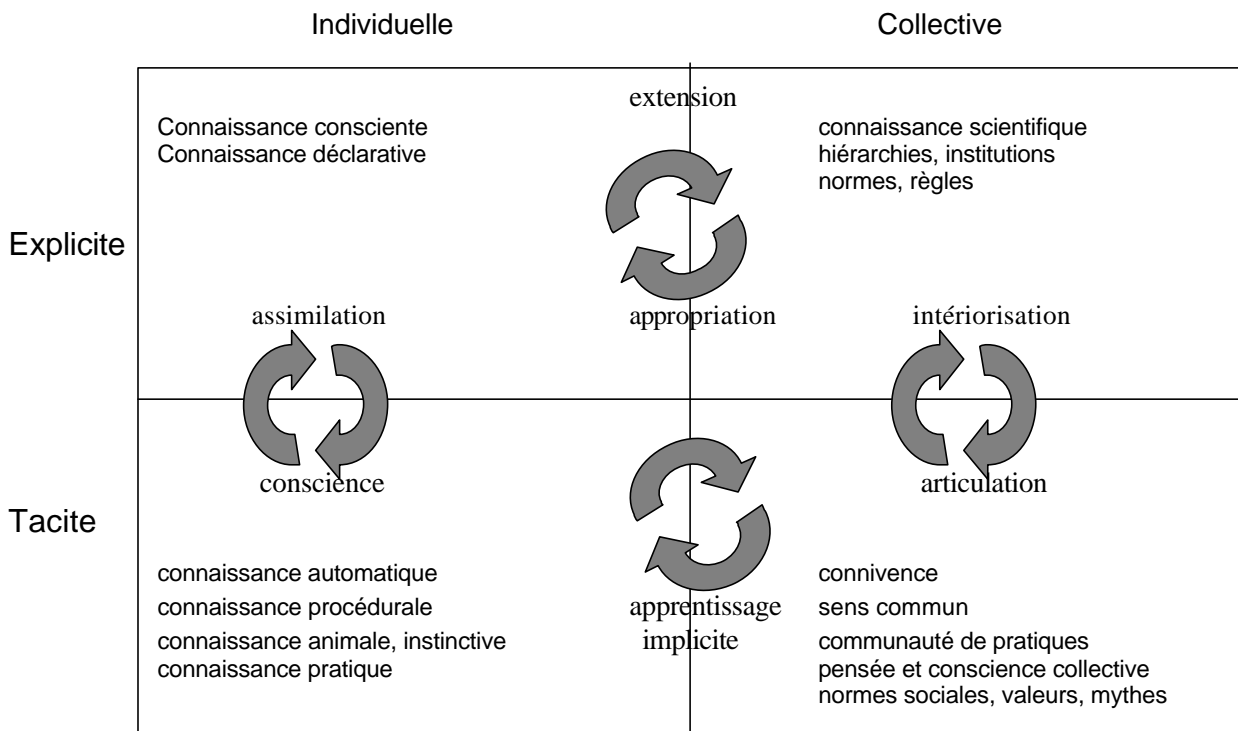 Individuelle
Collective
extension
Connaissance consciente
Connaissance déclarative
connaissance scientifique
hiérarchies, institutions
normes, règles
Explicite
assimilation
appropriation
intériorisation
conscience
articulation
Tacite
connaissance automatique
connaissance procédurale
connaissance animale, instinctive
connaissance pratique
apprentissage
implicite
connivence
sens commun
communauté de pratiques
pensée et conscience collective
normes sociales, valeurs, mythes